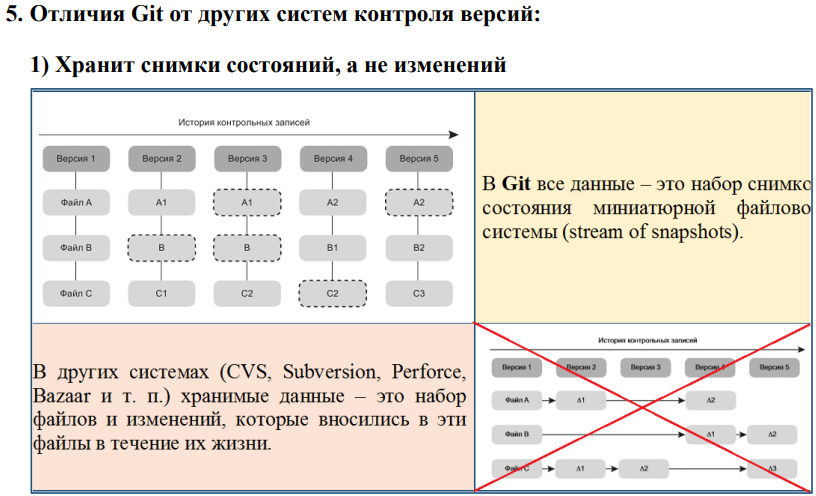 5. Отличия Git от других систем контроля версий:
1) Хранит снимки состояний, а не изменений
История контрольных записей
Версия 1 Версия 2 Версия 3 Версия 4 Версия 5
Файл A A1 A1 A2 A2
Файл B B B B1 B2
Файл C C1 C2 C2 C3
В Git все данные – это набор снимко
состояния миниатюрной файлово
системы (stream of snapshots).
В других системах (CVS, Subversion, Perforce,
Bazaar и т. п.) хранимые данные – это набор
файлов и изменений, которые вносились в эти
файлы в течение их жизни.
История контрольных записей
Версия 1 Версия 2 Версия 3 Версия 4 Версия 5
Файл A Δ1 Δ2
Файл B Δ1 Δ2
Файл C Δ1 Δ2 Δ3